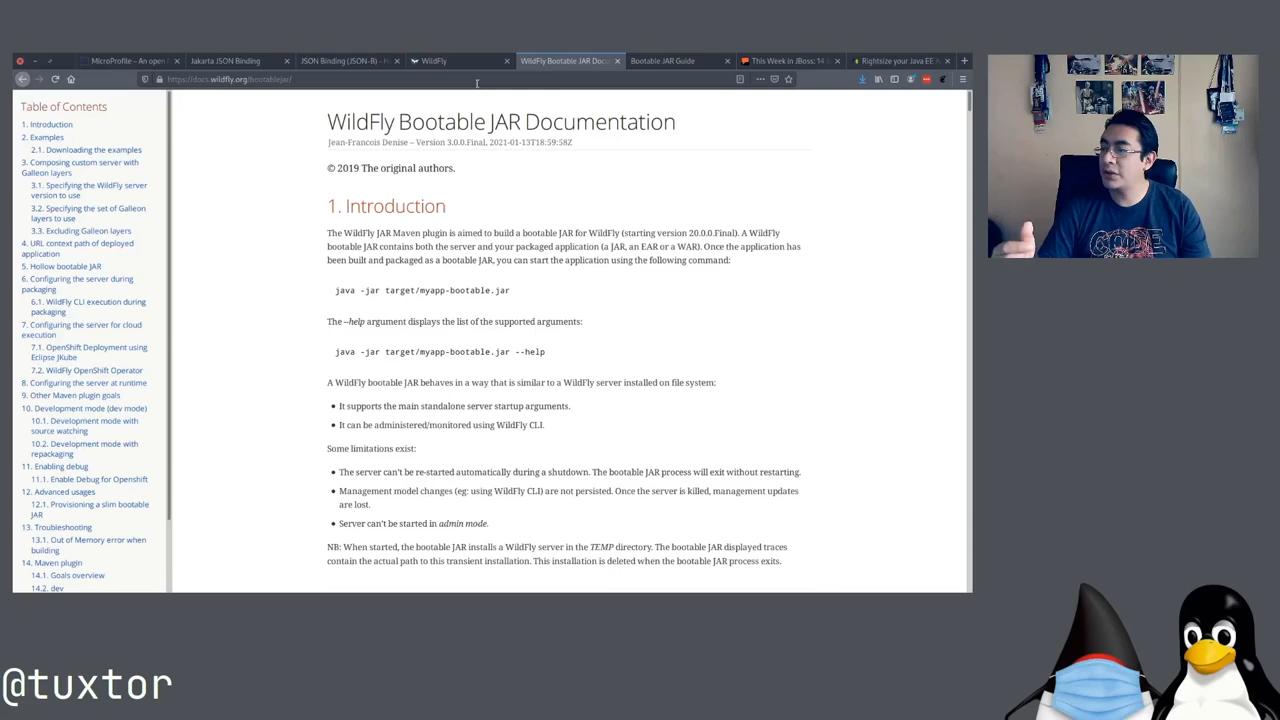 MicroProfile – An open
Jakarta JSON Binding
JSON Binding (JSON-B) - H
WildFly
WildFly Bootable JAR Docu
Bootable JAR Guide
This Week in JBoss: 14
Rightsize your Java EE A
https://docs.wildfly.org/bootablejar/
Table of Contents
1. Introduction
2. Examples
2.1. Downloading the examples
3. Composing custom server with
Galleon layers
3.1. Specifying the WildFly server
version to use
3.2. Specifying the set of Galleon
layers to use
3.3. Excluding Galleon layers
4. URL context path of deployed
application
5. Hollow bootable JAR
6. Configuring the server during
packaging
6.1. WildFly CLI execution during
packaging
7. Configuring the server for cloud
execution
7.1. OpenShift Deployment using
Eclipse JKube
7.2. WildFly OpenShift Operator
8. Configuring the server at runtime
9. Other Maven plugin goals
10. Development mode (dev mode)
10.1. Development mode with
source watching
10.2. Development mode with
repackaging
11. Enabling debug
11.1. Enable Debug for Openshift
12. Advanced usages
12.1. Provisioning a slim bootable
JAR
13. Troubleshooting
13.1. Out of Memory error when
building
14. Maven plugin
14.1. Goals overview
14.2. dev
WildFly Bootable JAR Documentation
Jean-Francois Denise – Version 3.0.0.Final, 2021-01-13T18:59:58Z
© 2019 The original authors.
1. Introduction
The WildFly JAR Maven plugin is aimed to build a bootable JAR for WildFly (starting version 20.0.0.Final). A WildFly
bootable JAR contains both the server and your packaged application (a JAR, an EAR or a WAR). Once the application has
been built and packaged as a bootable JAR, you can start the application using the following command:
java -jar target/myapp-bootable.jar
The --help argument displays the list of the supported arguments:
java -jar target/myapp-bootable.jar --help
A WildFly bootable JAR behaves in a way that is similar to a WildFly server installed on file system:
• It supports the main standalone server startup arguments.
• It can be administered/monitored using WildFly CLI.
Some limitations exist:
• The server can't be re-started automatically during a shutdown. The bootable JAR process will exit without restarting.
• Management model changes (eg: using WildFly CLI) are not persisted. Once the server is killed, management updates
are lost.
• Server can't be started in admin mode.
NB: When started, the bootable JAR installs a WildFly server in the TEMP directory. The bootable JAR displayed traces
contain the actual path to this transient installation. This installation is deleted when the bootable JAR process exits.
CODE
@tuxtor